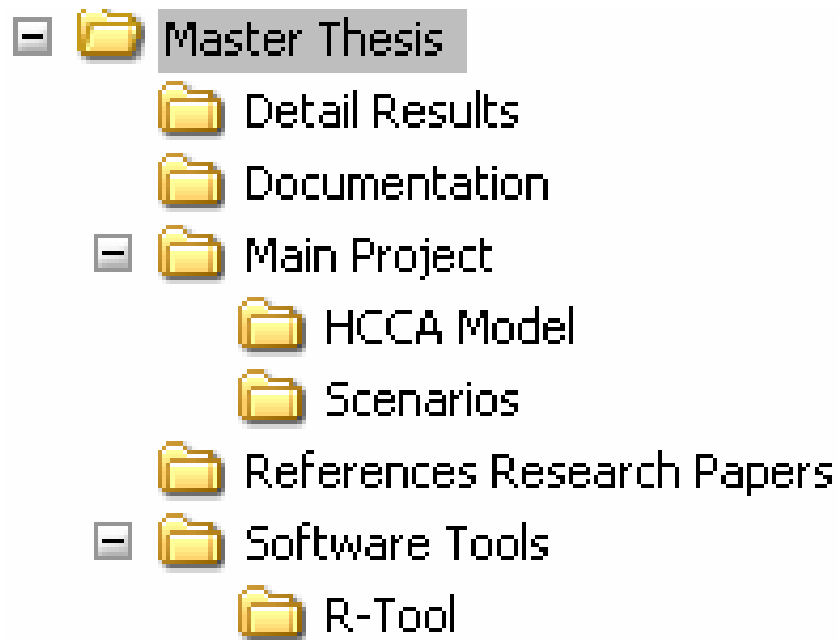 Master Thesis
Detail Results
Documentation
Main Project
HCCA Model
Scenarios
References Research Papers
Software Tools
R-Tool